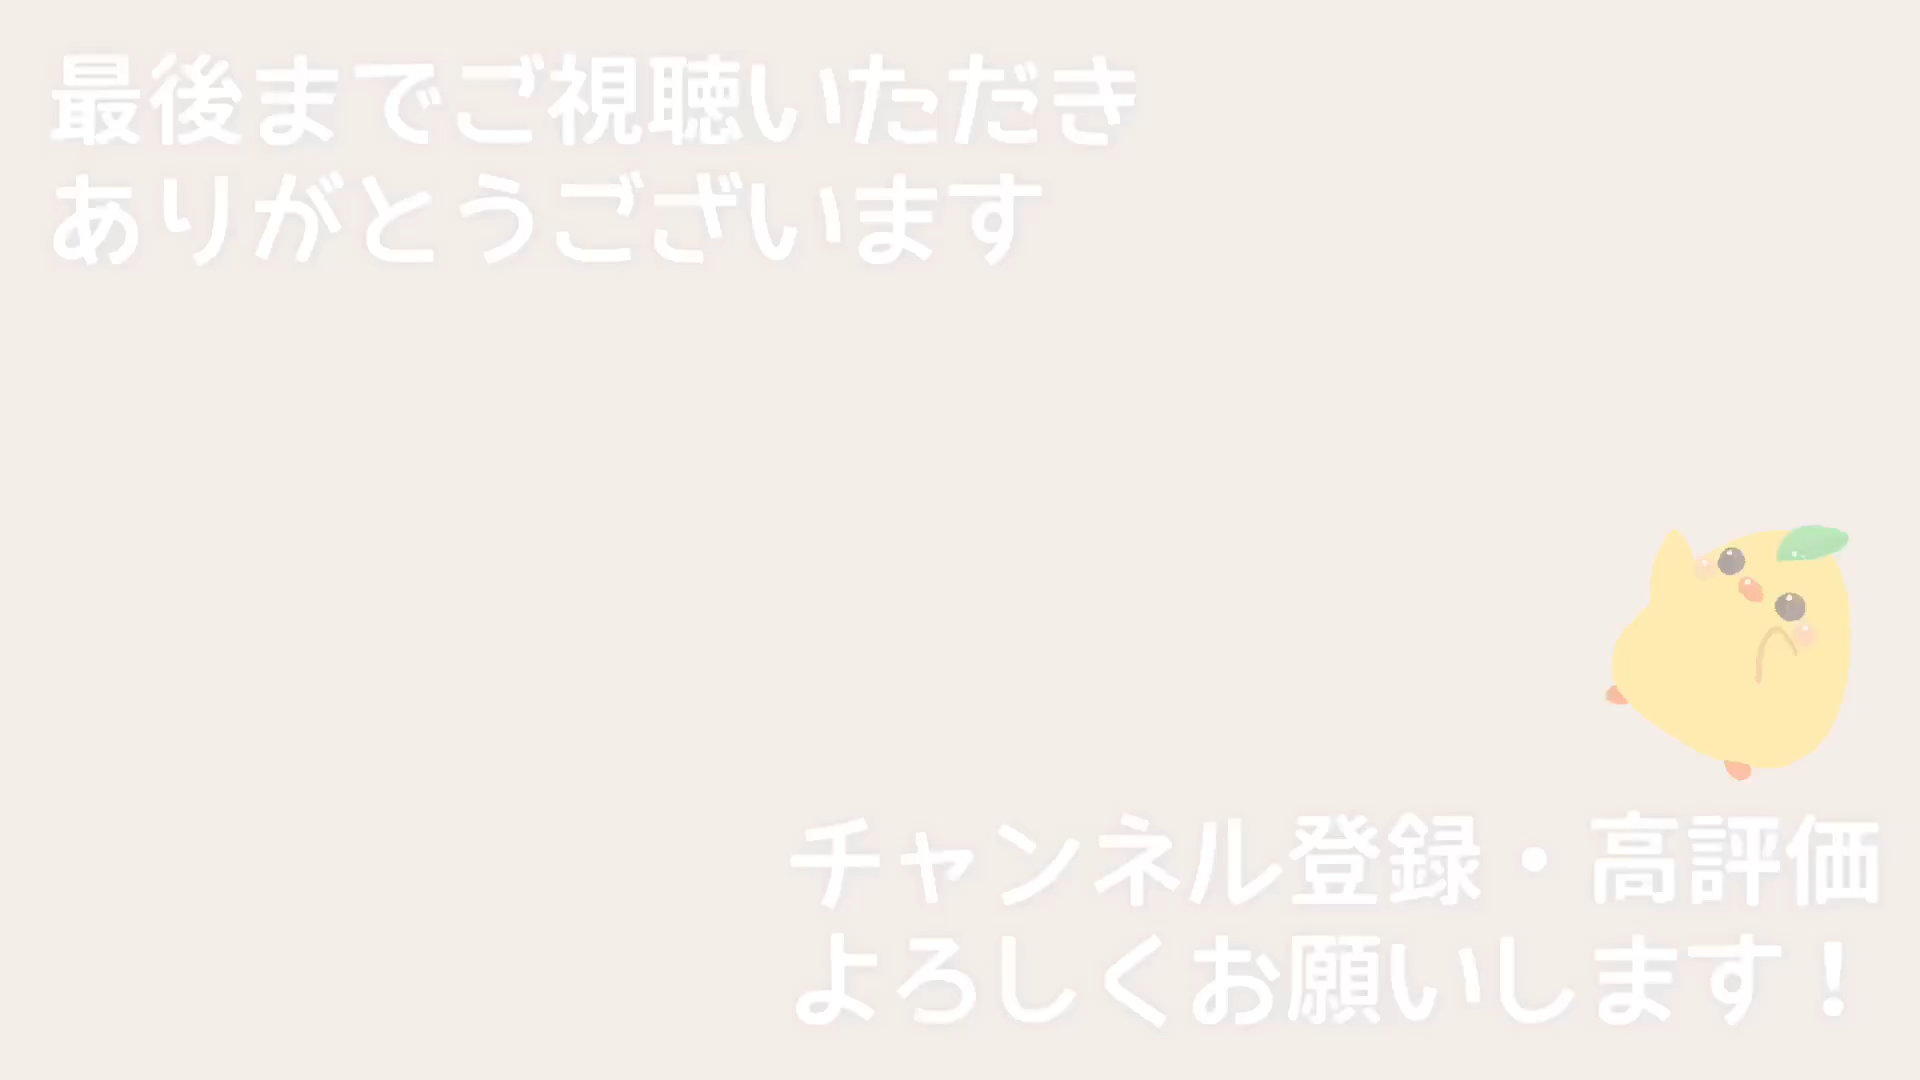 最後までご視聴いただき
ありがとうございます
チャンネル登録・高評価
よろしくお願いします！